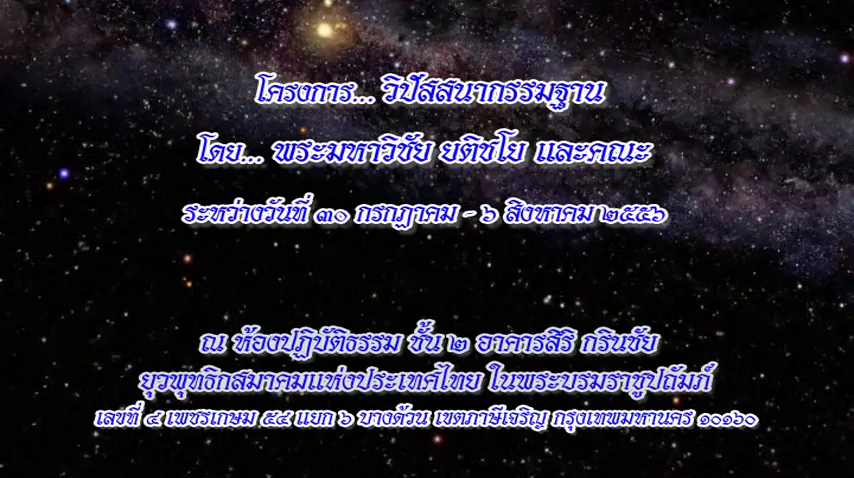 โครงการ... วิปัสสนากรรมฐาน
โดย... พระมหาวิชัย ยติชโย และคณะ
ระหว่างวันที่ ๓๐ กรกฎาคม - ๖ สิงหาคม ๒๕๕๖
ณ ห้องปฏิบัติธรรม ชั้น ๒ อาคารสิริ กรินชัย
ยุวพุทธิกสมาคมแห่งประเทศไทย ในพระบรมราชูปถัมภ์
เลขที่ ๔ เพชรเกษม ๕๔ แยก ๖ บางด้วน เขตภาษีเจริญ กรุงเทพมหานคร ๑๐๑๖๐